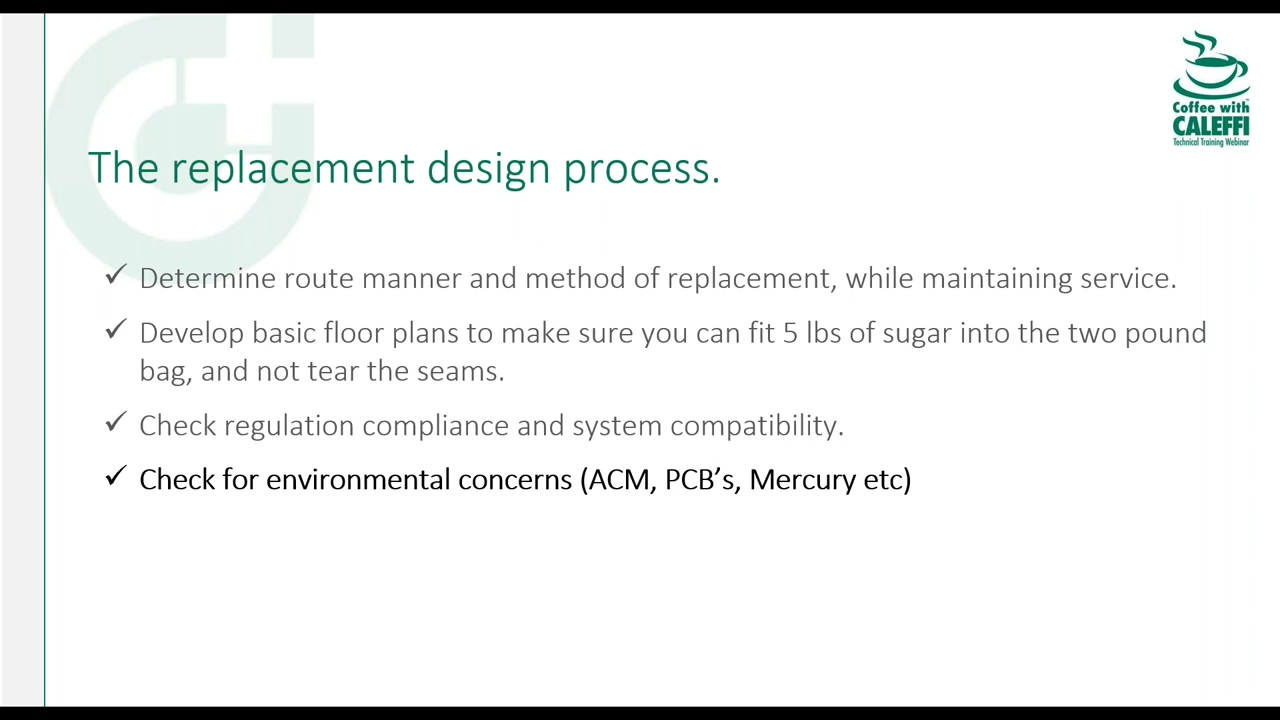 Coffee with
CALEFFI
Technical Training Webinar
The replacement design process.
✓ Determine route manner and method of replacement, while maintaining service.
✓ Develop basic floor plans to make sure you can fit 5 lbs of sugar into the two pound
bag, and not tear the seams.
✓ Check regulation compliance and system compatibility.
✓ Check for environmental concerns (ACM, PCB’s, Mercury etc)